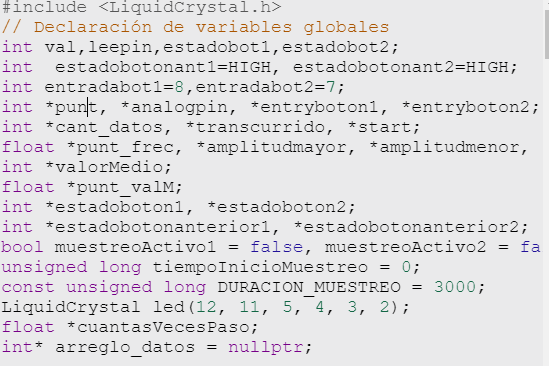 #include <LiquidCrystal.h>
// Declaración de variables globales
int val,leepin,estadobot1,estadobot2;
int  estadobotonant1=HIGH, estadobotonant2=HIGH;
int entradabot1=8,entradabot2=7;
int *punt, *analogpin, *entryboton1, *entryboton2;
int *cant_datos, *transcurrido, *start;
float *punt_frec, *amplitudmayor, *amplitudmenor,
int *valorMedio;
float *punt_valM;
int *estadoboton1, *estadoboton2;
int *estadobotonanterior1, *estadobotonanterior2;
bool muestreoActivo1 = false, muestreoActivo2 = fa
unsigned long tiempoInicioMuestreo = 0;
const unsigned long DURACION_MUESTREO = 3000;
LiquidCrystal led(12, 11, 5, 4, 3, 2);
float *cuantasVecesPaso;
int* arreglo_datos = nullptr;